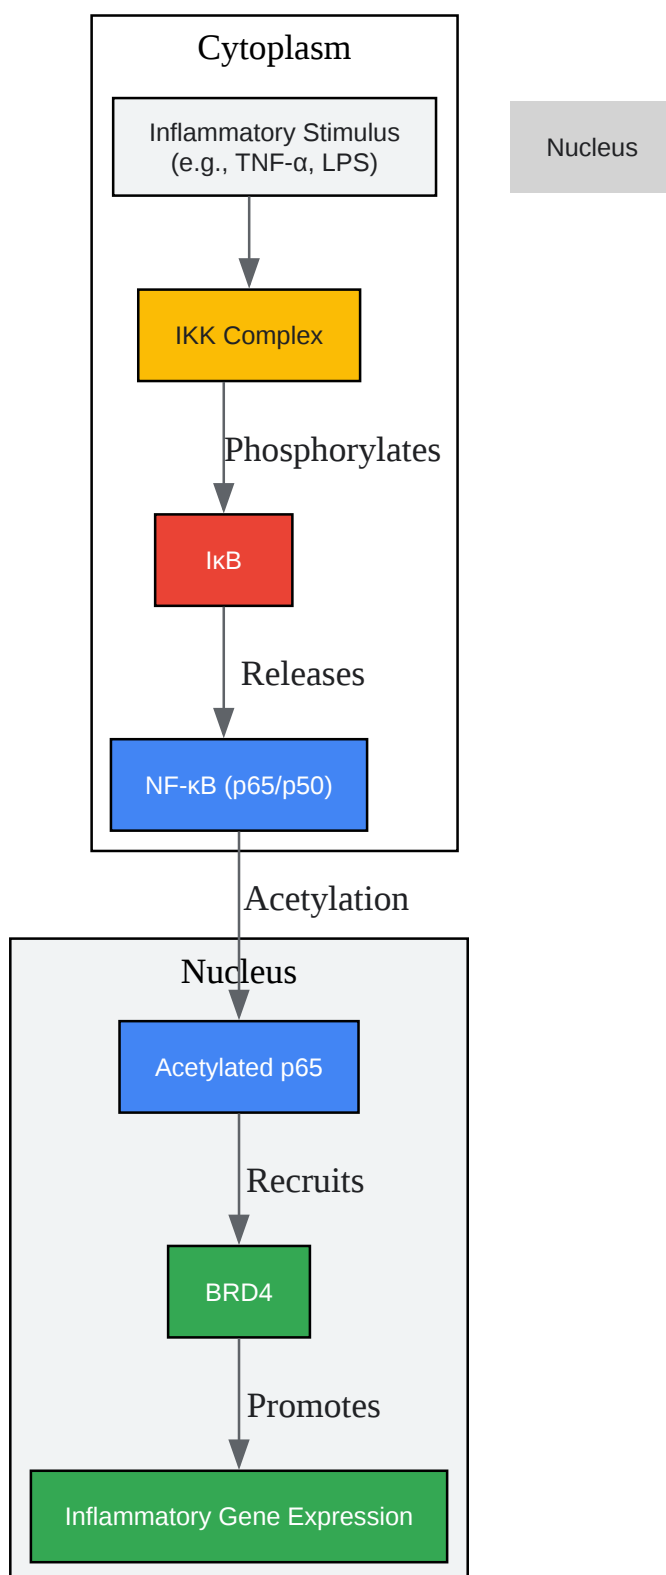 Cytoplasm
Inflammatory Stimulus
(e.g., TNF-α, LPS)
Nucleus
IKK Complex
Phosphorylates
IκB
Releases
NF-κB (p65/p50)
Acetylation
Nucleus
Acetylated p65
Recruits
BRD4
Promotes
Inflammatory Gene Expression